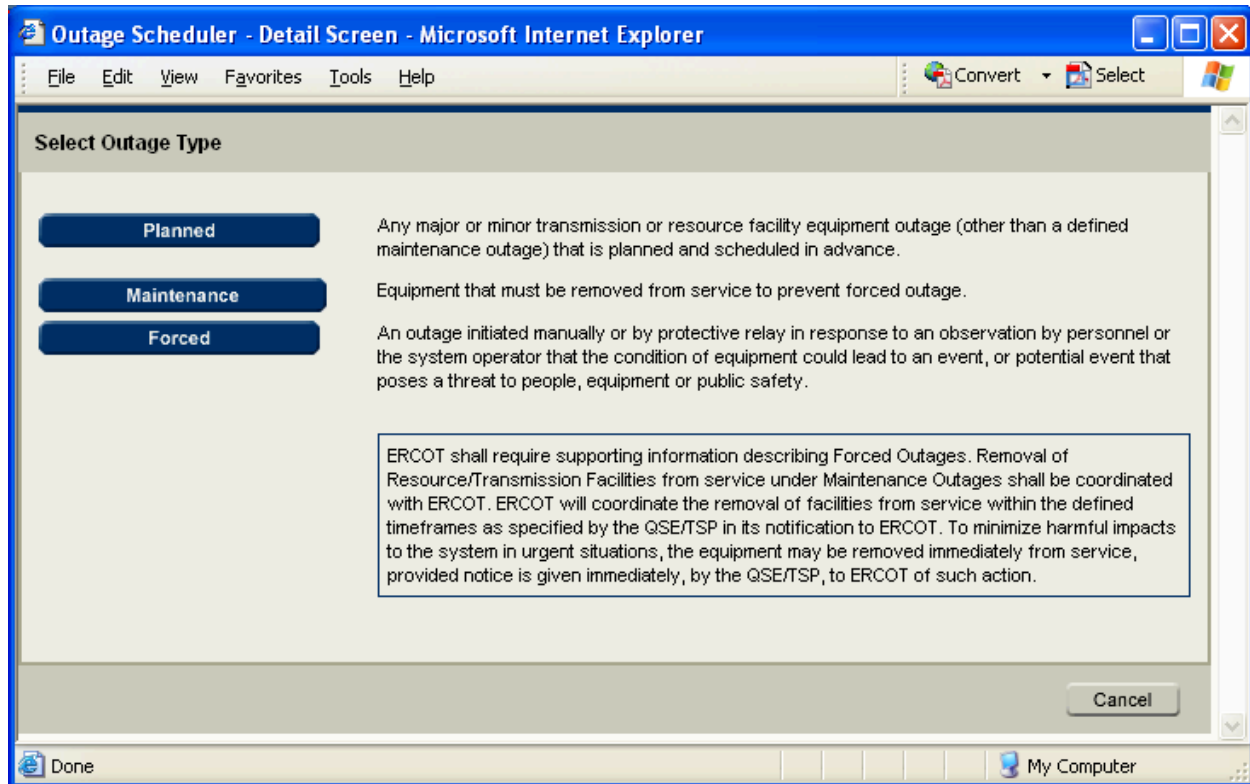 Outage Scheduler - Detail Screen - Microsoft Internet Explorer
File Edit View Favorites Tools Help
Convert Select
Select Outage Type
Planned
Any major or minor transmission or resource facility equipment outage (other than a defined
maintenance outage) that is planned and scheduled in advance.
Maintenance
Equipment that must be removed from service to prevent forced outage.
Forced
An outage initiated manually or by protective relay in response to an observation by personnel or
the system operator that the condition of equipment could lead to an event, or potential event that
poses a threat to people, equipment or public safety.
ERCOT shall require supporting information describing Forced Outages. Removal of
Resource/Transmission Facilities from service under Maintenance Outages shall be coordinated
with ERCOT. ERCOT will coordinate the removal of facilities from service within the defined
timeframes as specified by the QSE/TSP in its notification to ERCOT. To minimize harmful impacts
to the system in urgent situations, the equipment may be removed immediately from service,
provided notice is given immediately, by the QSE/TSP, to ERCOT of such action.
Cancel
Done
My Computer